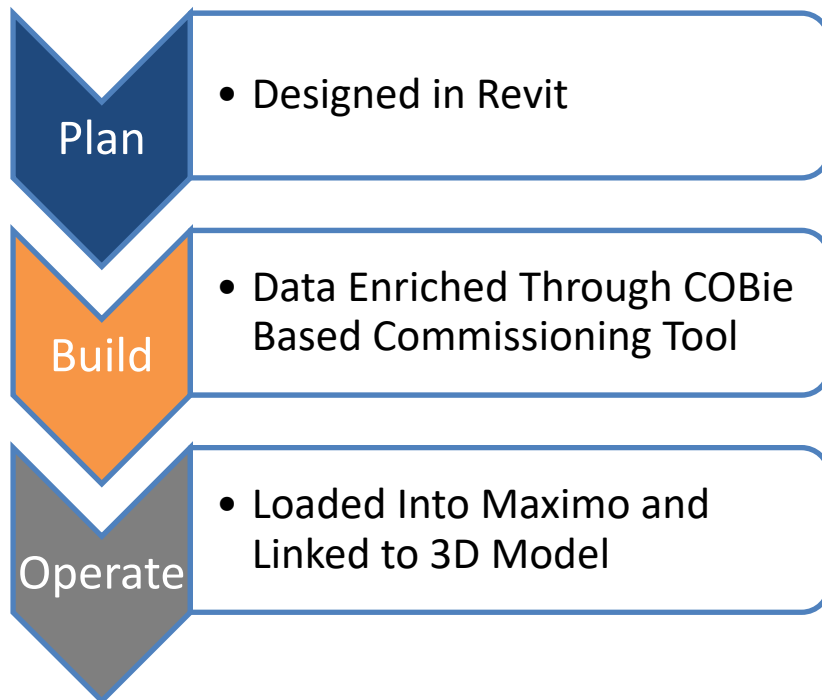 Plan
• Designed in Revit
Build
• Data Enriched Through COBie
Based Commissioning Tool
Operate
• Loaded Into Maximo and
Linked to 3D Model